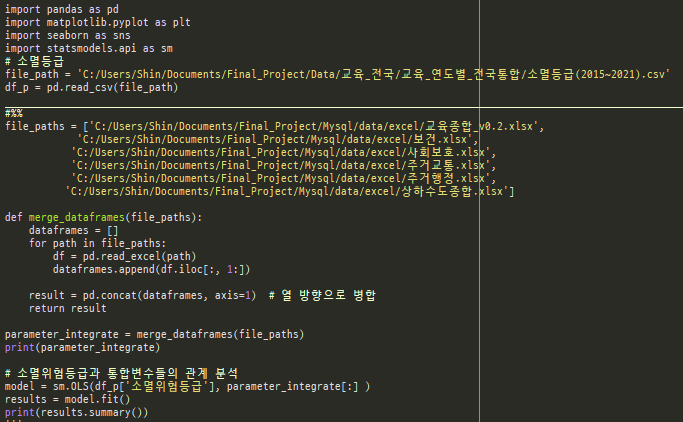 import pandas as pd
import matplotlib.pyplot as plt
import seaborn as sns
import statsmodels.api as sm
# 소멸등급
file_path = 'C:/Users/Shin/Documents/Final_Project/Data/교육_전국/교육_연도별_전국통합/소멸등급(2015~2021).csv'
df_p = pd.read_csv(file_path)
#%%
file_paths = ['C:/Users/Shin/Documents/Final_Project/Mysql/data/excel/교육종합_v0.2.xlsx',
'C:/Users/Shin/Documents/Final_Project/Mysql/data/excel/보건.xlsx',
'C:/Users/Shin/Documents/Final_Project/Mysql/data/excel/사회보호.xlsx',
'C:/Users/Shin/Documents/Final_Project/Mysql/data/excel/주거교통.xlsx',
'C:/Users/Shin/Documents/Final_Project/Mysql/data/excel/주거행정.xlsx',
'C:/Users/Shin/Documents/Final_Project/Mysql/data/excel/상하수도종합.xlsx']
def merge_dataframes(file_paths):
dataframes = []
for path in file_paths:
df = pd.read_excel(path)
dataframes.append(df.iloc[:, 1:])
result = pd.concat(dataframes, axis=1)  # 열 방향으로 병합
return result
parameter_integrate = merge_dataframes(file_paths)
print(parameter_integrate)
# 소멸위험등급과 통합변수들의 관계 분석
model = sm.OLS(df_p['소멸위험등급'], parameter_integrate[:] )
results = model.fit()
print(results.summary())